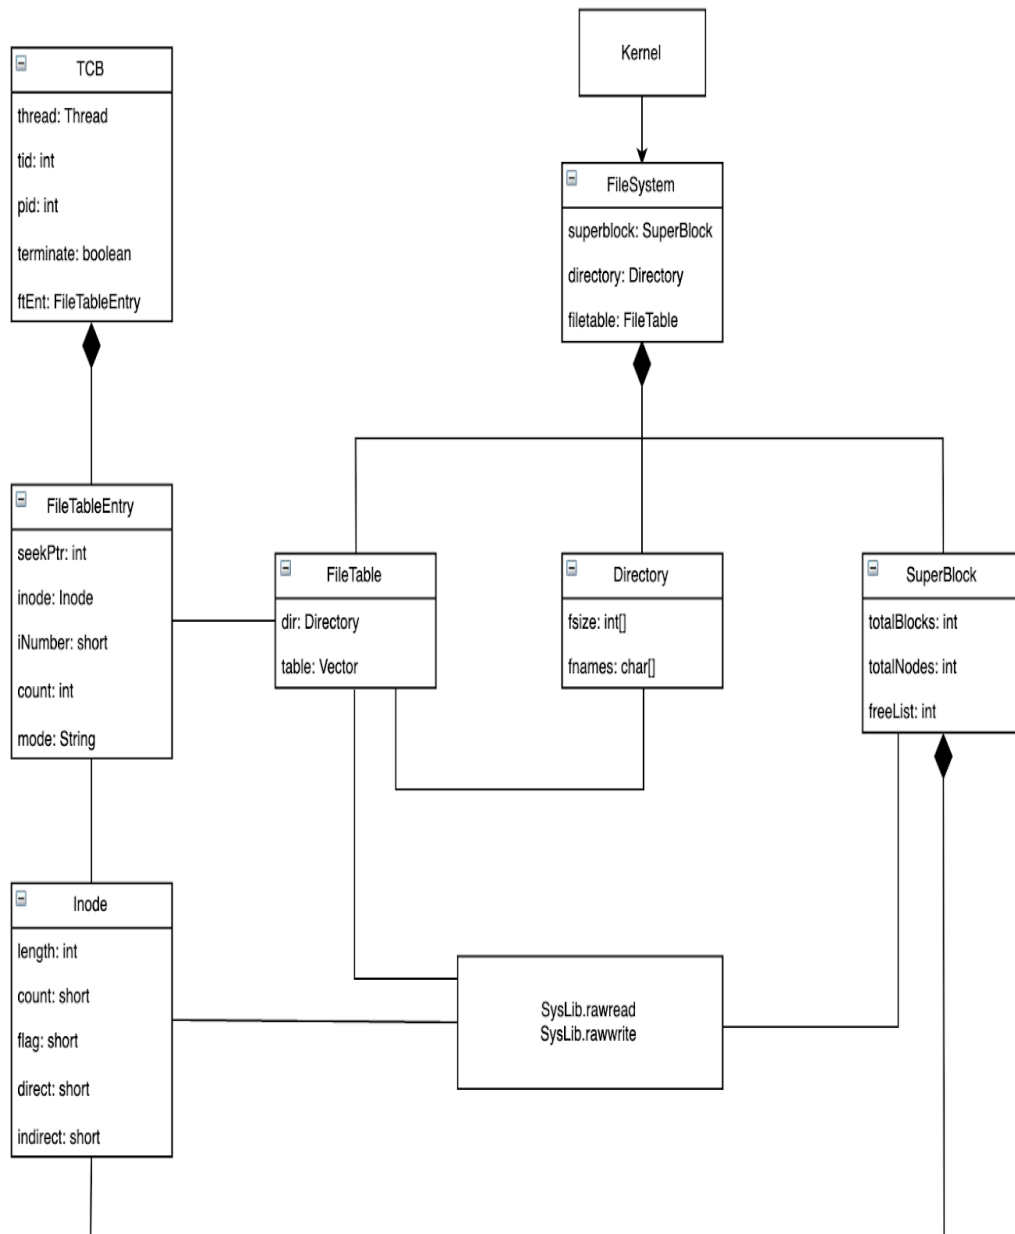 Kernel
TCB
thread: Thread
tid: int
pid: int
terminate: boolean
ftEnt: FileTableEntry
FileSystem
superblock: SuperBlock
directory: Directory
filetable: FileTable
FileTableEntry
seekPtr: int
inode: Inode
iNumber: short
count: int
mode: String
FileTable
dir: Directory
table: Vector
Directory
fsize: int[]
fnames: char[]
SuperBlock
totalBlocks: int
totalNodes: int
freeList: int
Inode
length: int
count: short
flag: short
direct: short
indirect: short
SysLib.rawread
SysLib.rawwrite